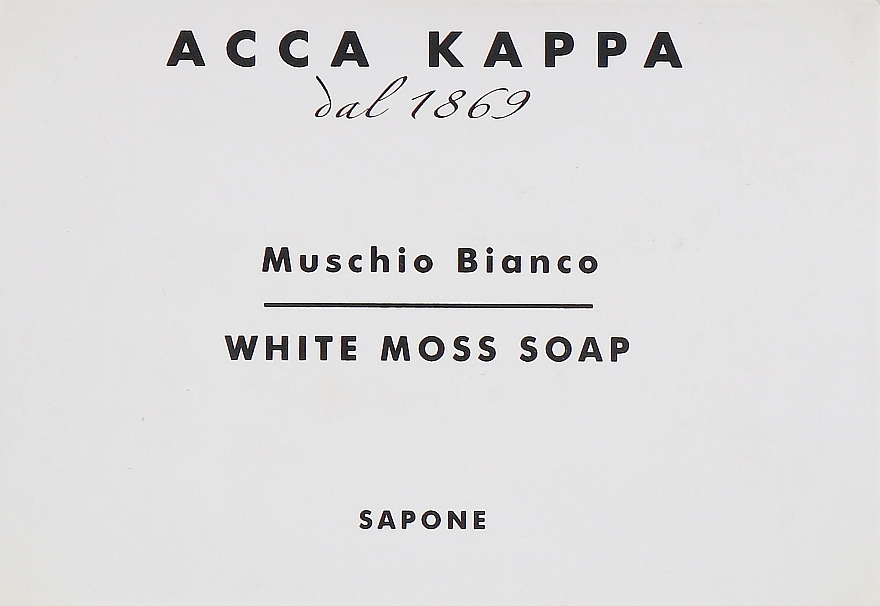 ACCA KAPPA
dal 1869
Muschio Bianco
WHITE MOSS SOAP
SAPONE